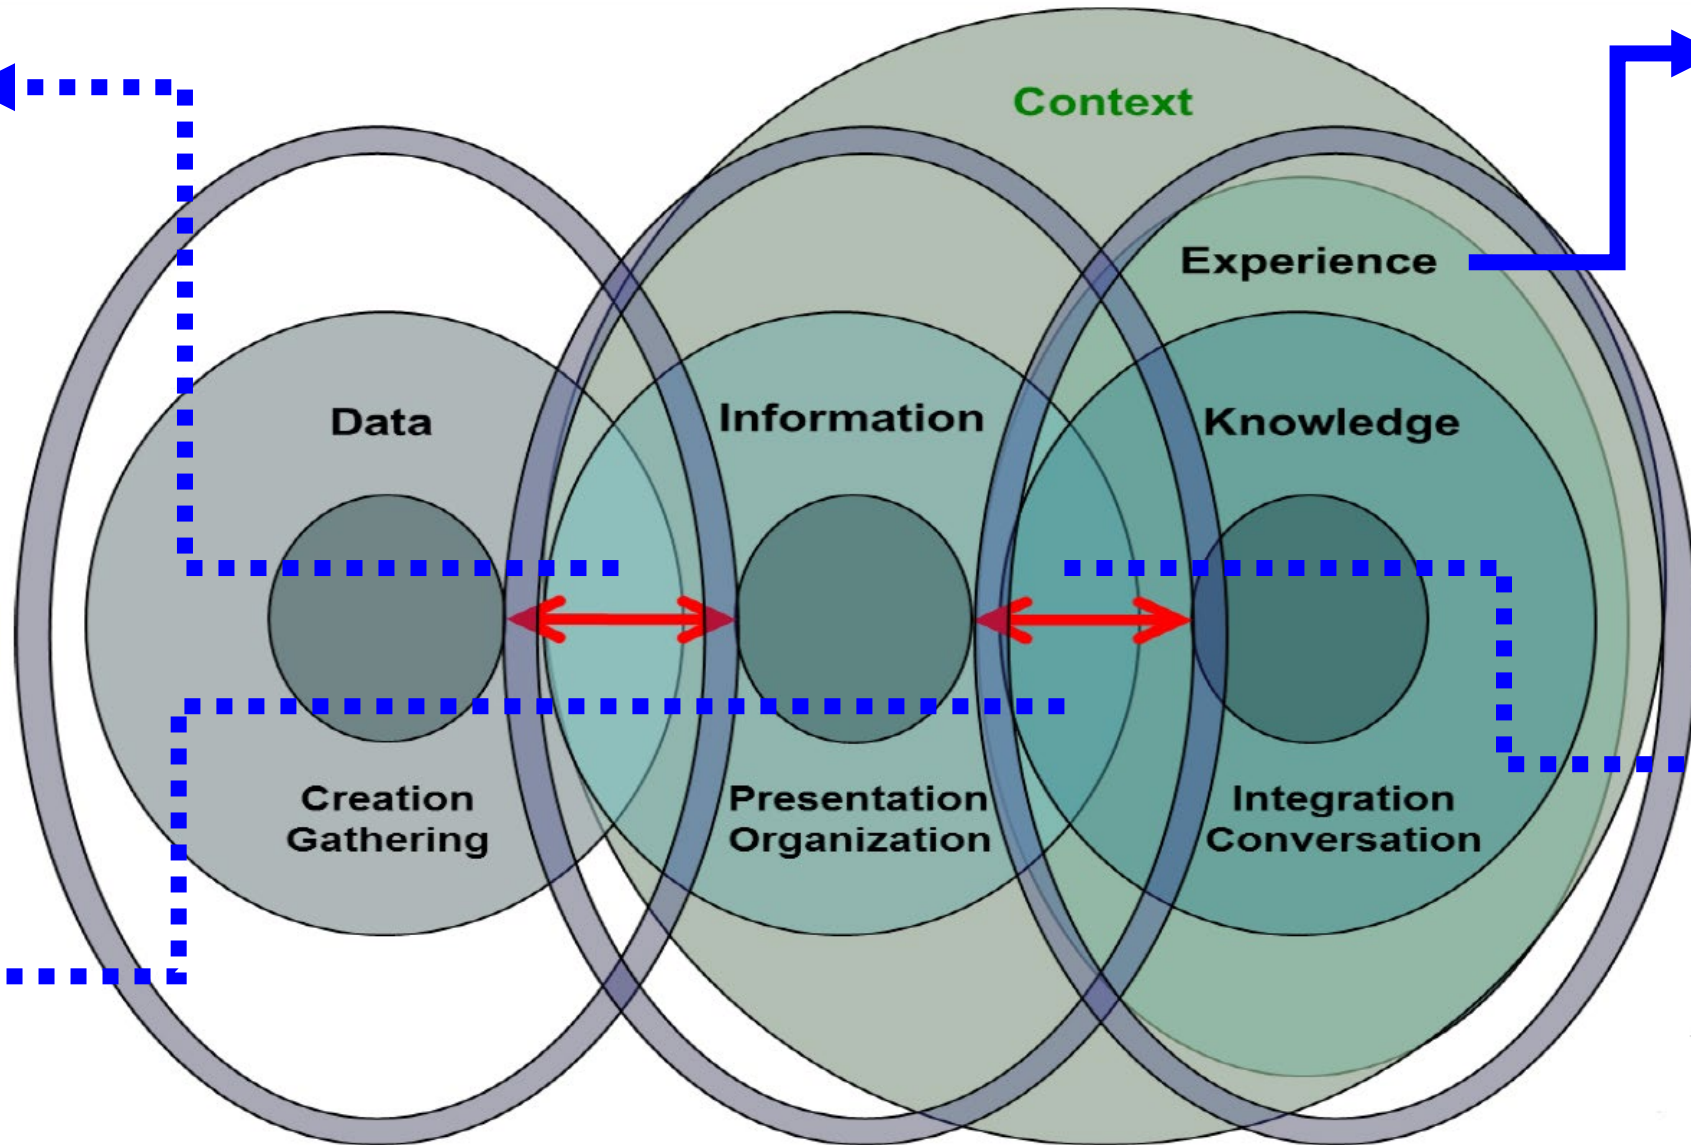 Context
Experience
Data
Information
Knowledge
Creation
Gathering
Presentation
Organization
Integration
Conversation